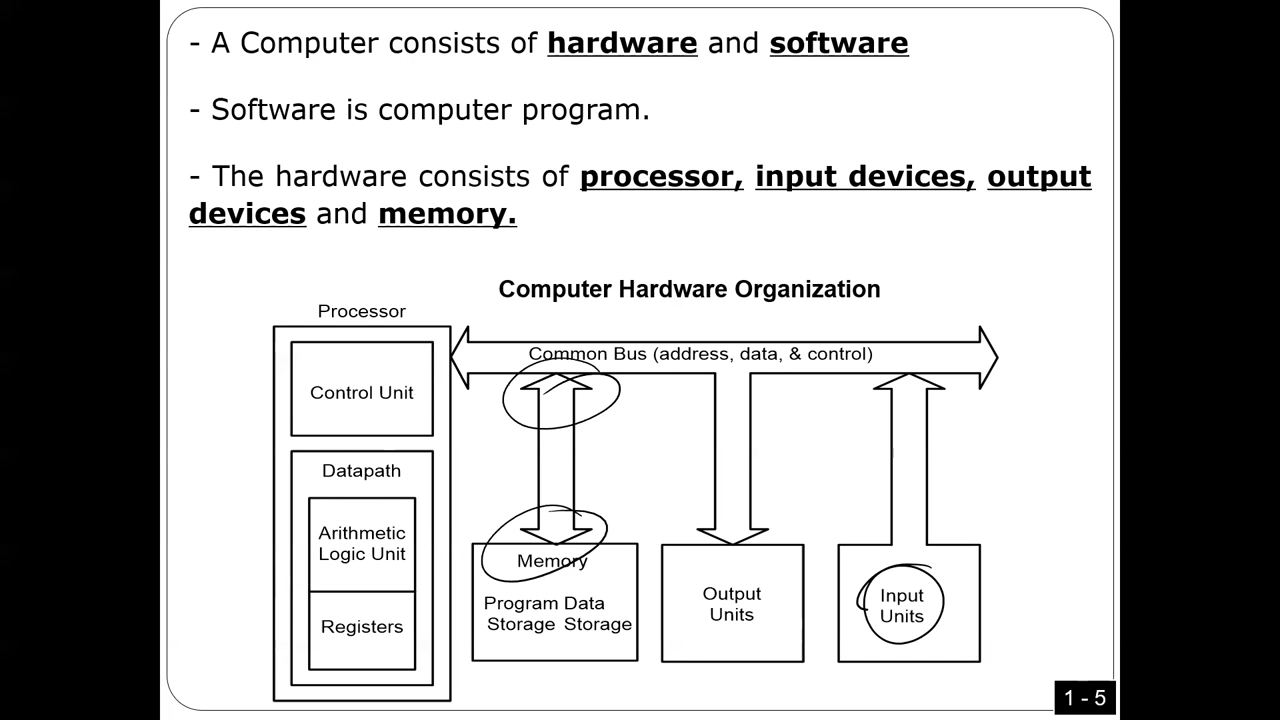 - A Computer consists of hardware and software
- Software is computer program.
- The hardware consists of processor, input devices, output
devices and memory.
Computer Hardware Organization
Processor
Common Bus (address, data, & control)
Control Unit
Datapath
Arithmetic
Logic Unit
Registers
Memory
Program Data
Storage Storage
Output
Units
Input
Units
1 - 5